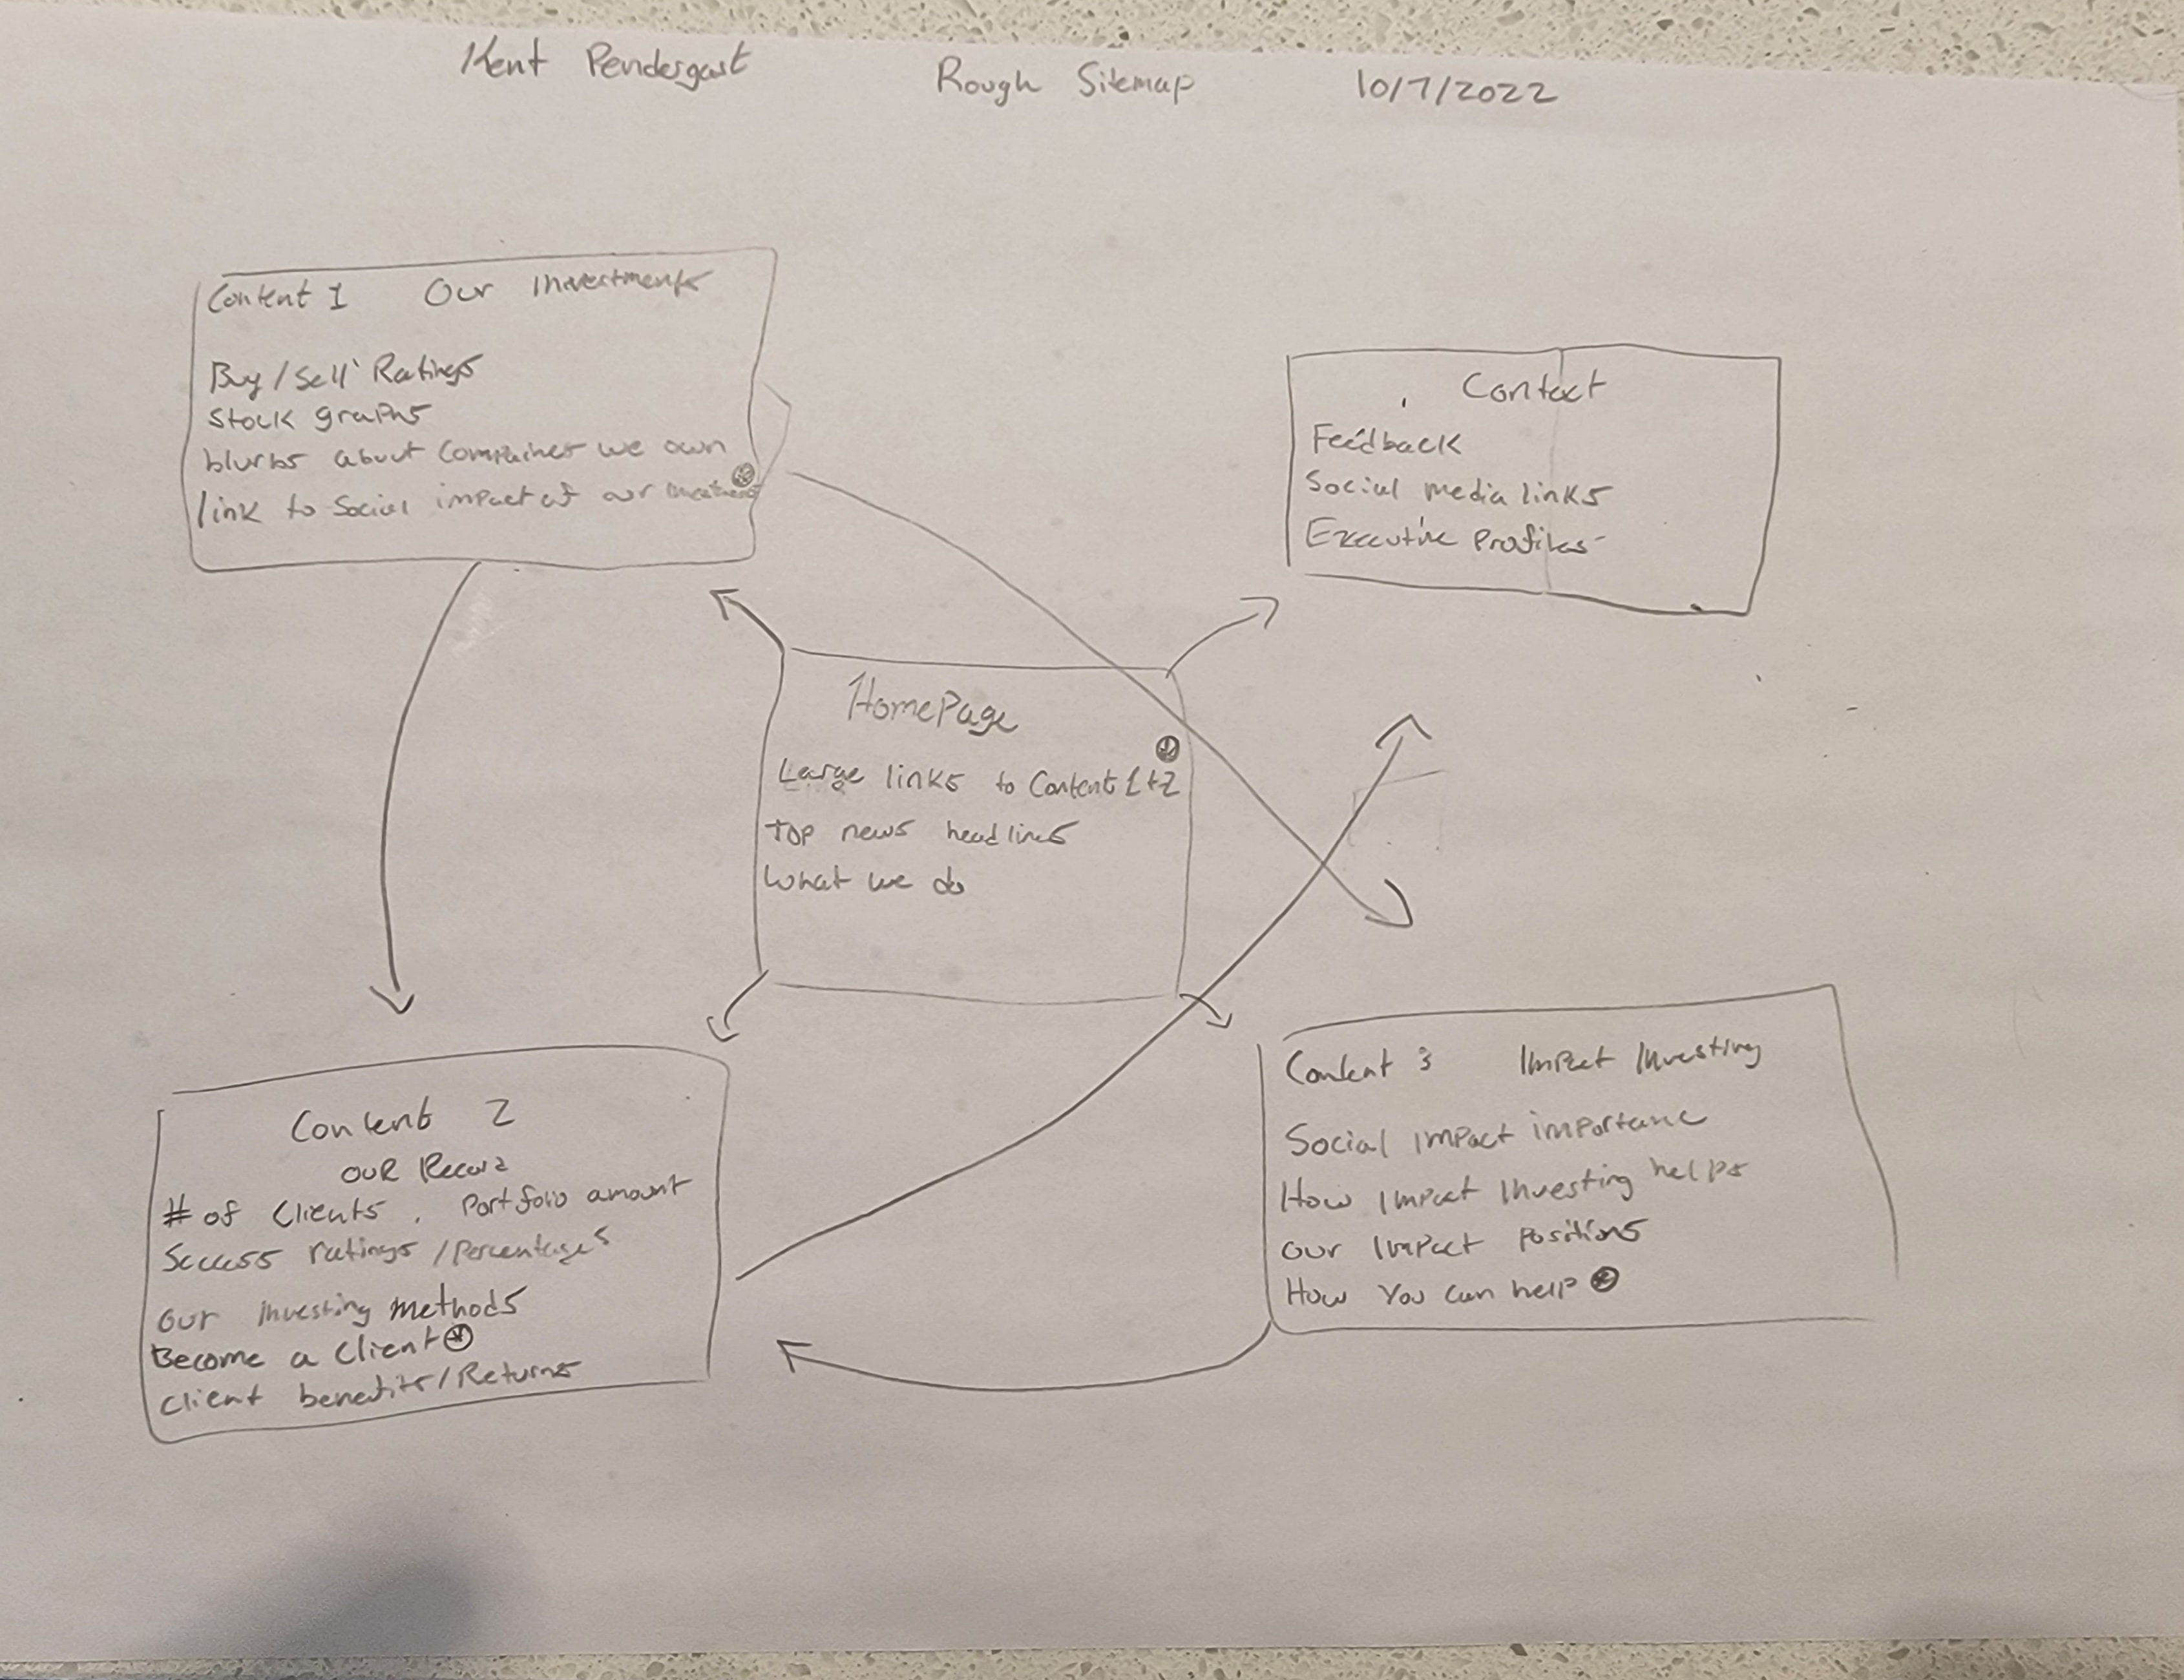 Kent Pendergast Rough Sitemap 10/7/2022
Content 1 Our Investments
Buy/Sell Ratings
Stock graphs
blurbs about Compaines we own
link to Social impact of our investments
Contact
Feedback
Social media links
Executive Profiles
HomePage
Large links to Content 1+2
Top news headlines
What we do
Content 2
OUR Record
# of Clients, Portfolio amount
Success ratings /Percentages
Our investing methods
Become a Client
Client benefits/Returns
Content 3 Impact Investing
Social impact importance
How Impact Investing helps
Our Impact Positions
How You can help